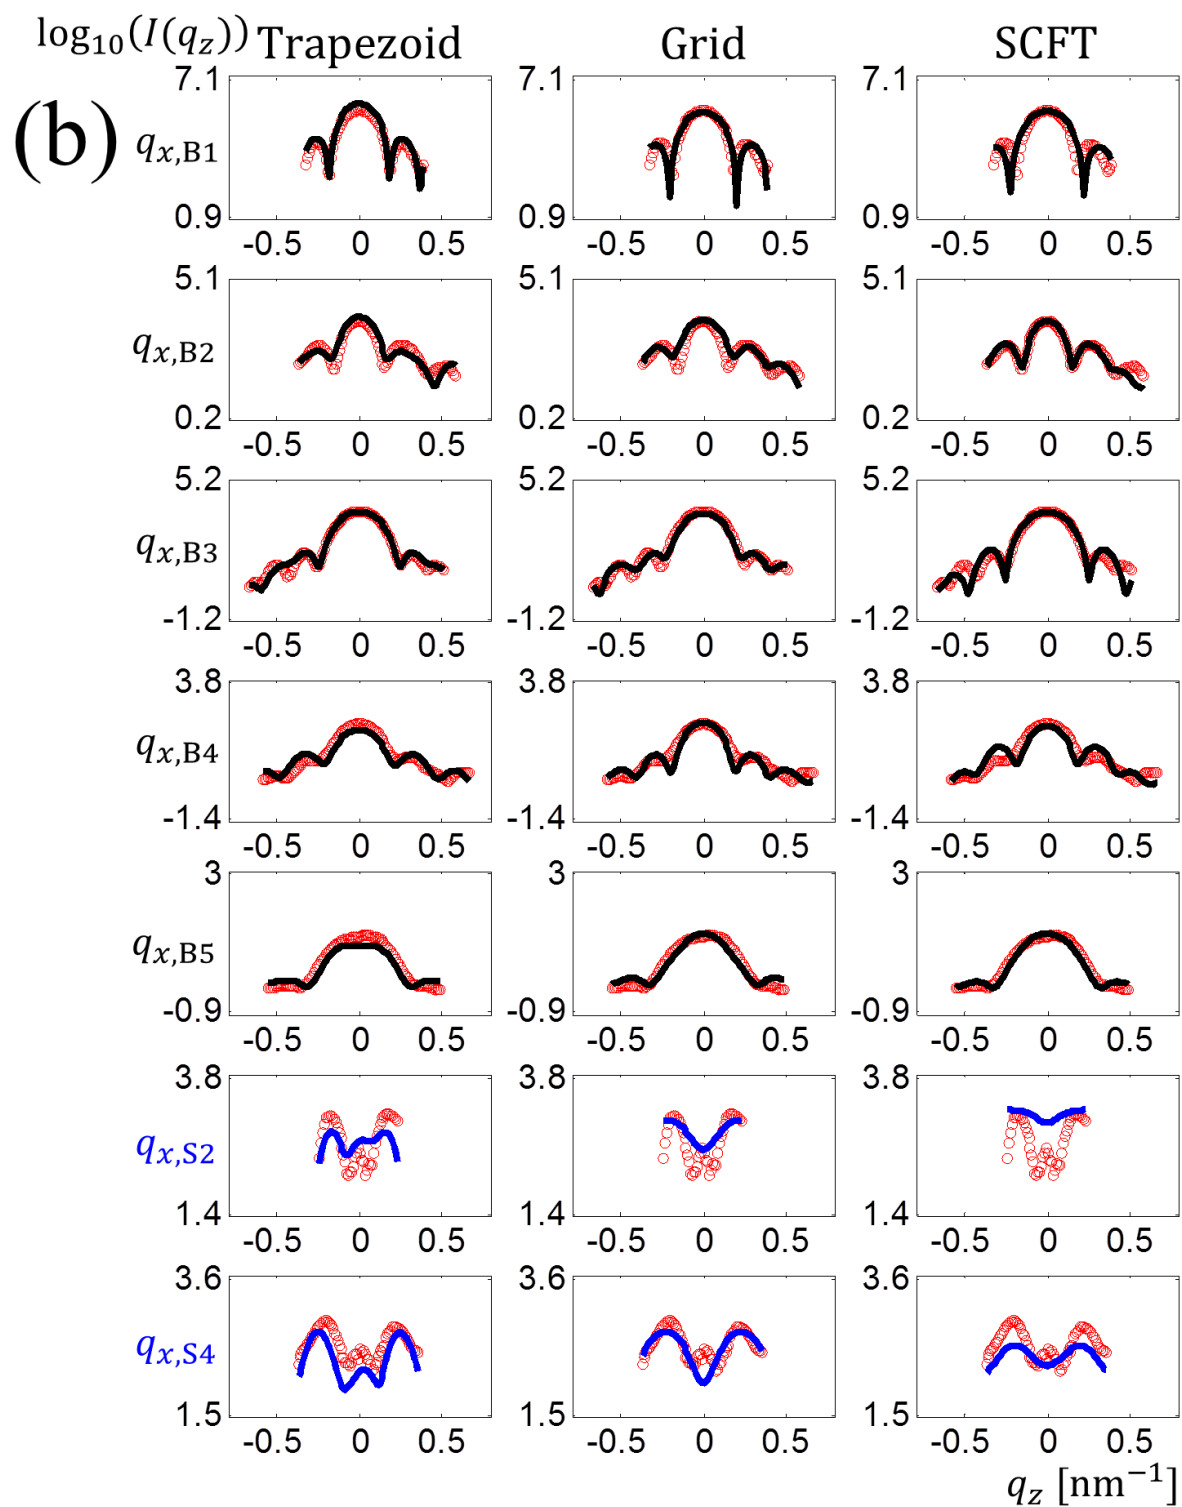 log₁₀(I(q_z)) Trapezoid Grid SCFT
(b)
q_x,B1
7.1 7.1 7.1
0.9 0.9 0.9
-0.5 0 0.5 -0.5 0 0.5 -0.5 0 0.5
q_x,B2
5.1 5.1 5.1
0.2 0.2 0.2
-0.5 0 0.5 -0.5 0 0.5 -0.5 0 0.5
q_x,B3
5.2 5.2 5.2
-1.2 -1.2 -1.2
-0.5 0 0.5 -0.5 0 0.5 -0.5 0 0.5
q_x,B4
3.8 3.8 3.8
-1.4 -1.4 -1.4
-0.5 0 0.5 -0.5 0 0.5 -0.5 0 0.5
q_x,B5
3 3 3
-0.9 -0.9 -0.9
-0.5 0 0.5 -0.5 0 0.5 -0.5 0 0.5
q_x,S2
3.8 3.8 3.8
1.4 1.4 1.4
-0.5 0 0.5 -0.5 0 0.5 -0.5 0 0.5
q_x,S4
3.6 3.6 3.6
1.5 1.5 1.5
-0.5 0 0.5 -0.5 0 0.5 -0.5 0 0.5
q_z [nm⁻¹]